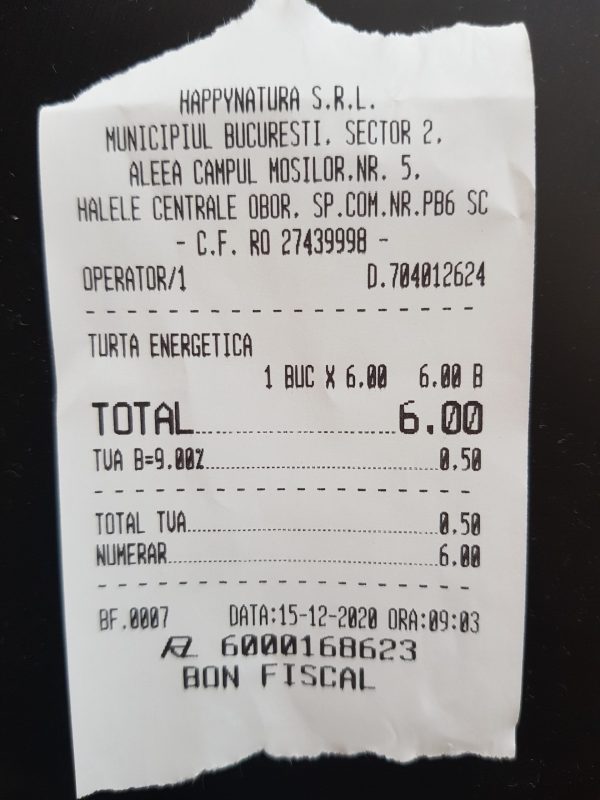 HAPPYNATURA S.R.L.
MUNICIPIUL BUCURESTI, SECTOR 2,
ALEEA CAMPUL MOSILOR,NR. 5,
HALELE CENTRALE OBOR, SP.COM.NR.PB6 SC
- C.F. RO 27439998 -
OPERATOR/1 D.704012624
TURTA ENERGETICA
1 BUC X 6.00 6.00 B
TOTAL 6.00
TVA B=9.00% 0.50
TOTAL TVA 0.50
NUMERAR 6.00
BF.0007 DATA:15-12-2020 ORA:09:03
6000168623
BON FISCAL